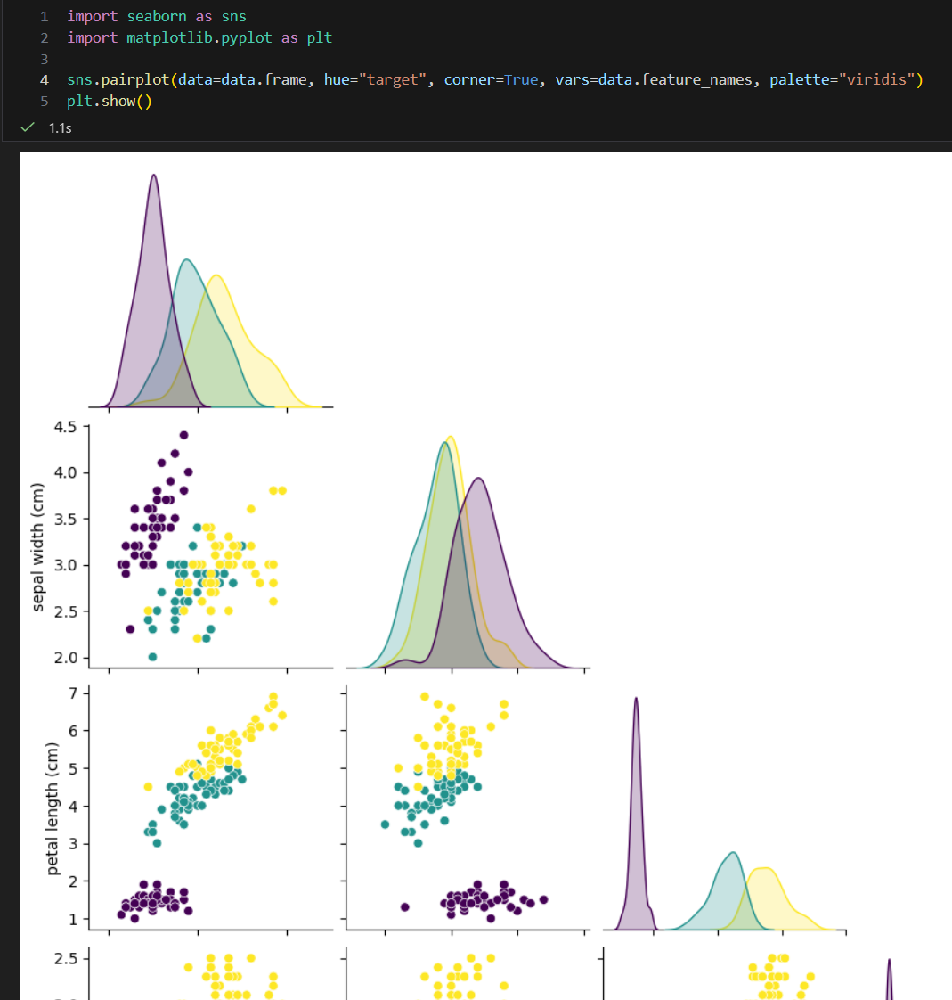 1 import seaborn as sns
2 import matplotlib.pyplot as plt
3
4 sns.pairplot(data=data.frame, hue="target", corner=True, vars=data.feature_names, palette="viridis")
5 plt.show()
1.1s
4.5
4.0
3.5
3.0
2.5
2.0
sepal width (cm)
7
6
5
4
3
2
1
petal length (cm)
2.5